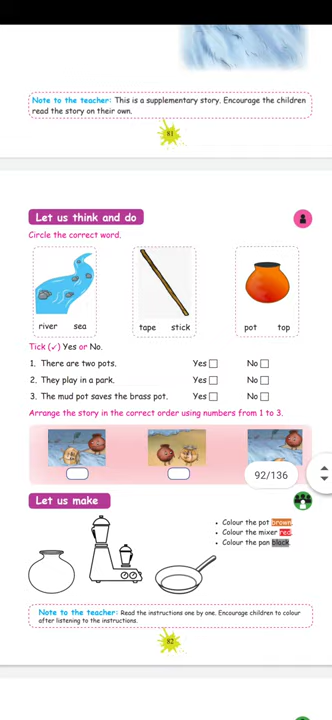 Note to the teacher: This is a supplementary story. Encourage the children
read the story on their own.
81
Let us think and do
Circle the correct word.
river sea tape stick pot top
Tick (✓) Yes or No.
1. There are two pots. Yes No
2. They play in a park. Yes No
3. The mud pot saves the brass pot. Yes No
Arrange the story in the correct order using numbers from 1 to 3.
92/136
Let us make
• Colour the pot brown
• Colour the mixer red
• Colour the pan black
Note to the teacher: Read the instructions one by one. Encourage children to colour
after listening to the instructions.
82